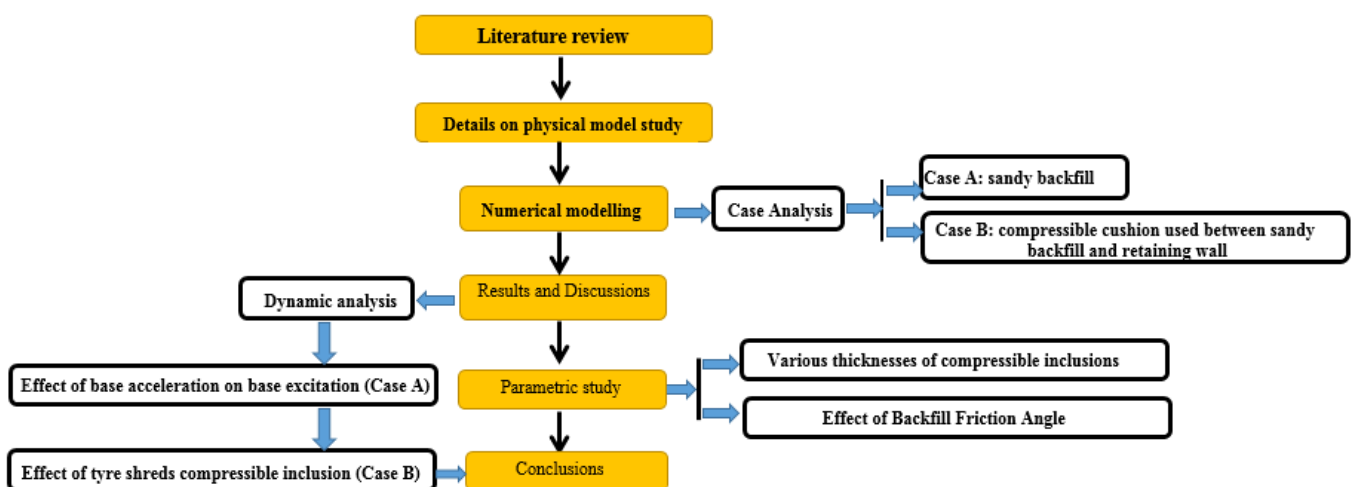 Literature review
Details on physical model study
Numerical modelling
Case Analysis
Case A: sandy backfill
Case B: compressible cushion used between sandy
backfill and retaining wall
Results and Discussions
Dynamic analysis
Effect of base acceleration on base excitation (Case A)
Effect of tyre shreds compressible inclusion (Case B)
Parametric study
Various thicknesses of compressible inclusions
Effect of Backfill Friction Angle
Conclusions